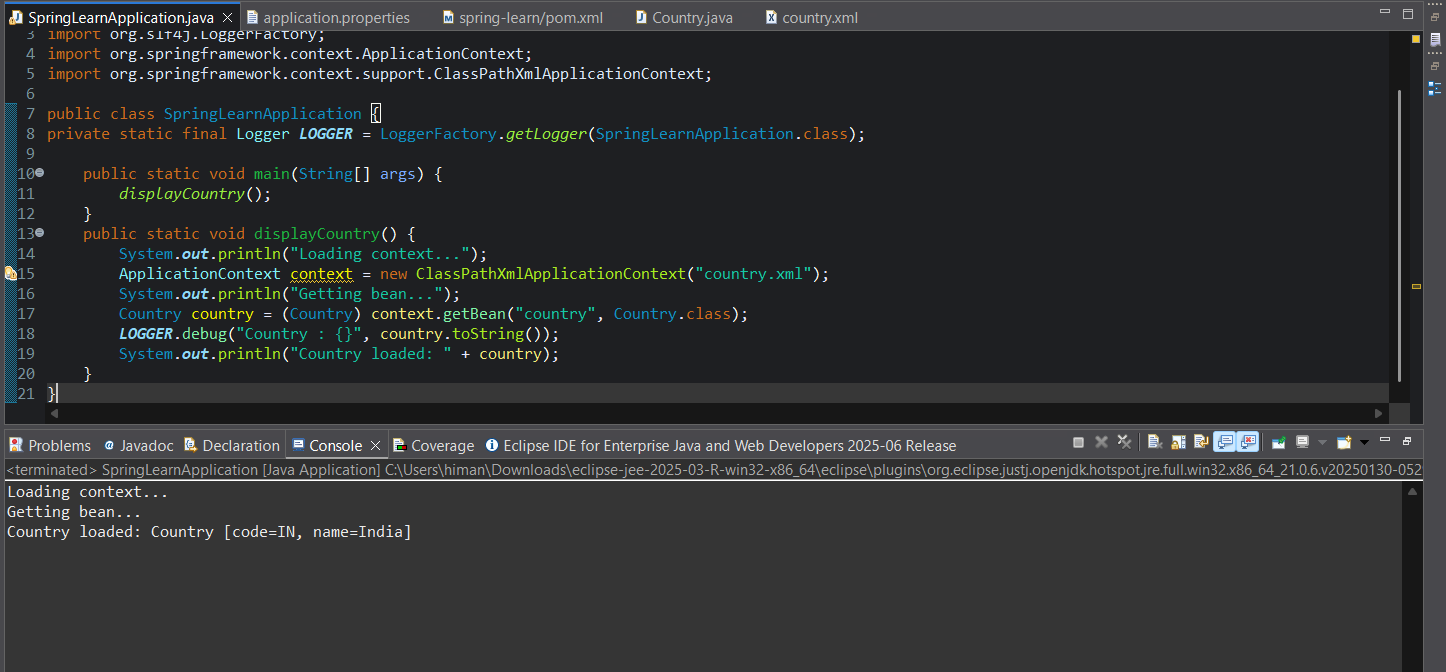 SpringLearnApplication.java application.properties spring-learn/pom.xml Country.java country.xml
3 import org.slf4j.LoggerFactory;
4 import org.springframework.context.ApplicationContext;
5 import org.springframework.context.support.ClassPathXmlApplicationContext;
6
7 public class SpringLearnApplication {
8 private static final Logger LOGGER = LoggerFactory.getLogger(SpringLearnApplication.class);
9
10 public static void main(String[] args) {
11 displayCountry();
12 }
13 public static void displayCountry() {
14 System.out.println("Loading context...");
15 ApplicationContext context = new ClassPathXmlApplicationContext("country.xml");
16 System.out.println("Getting bean...");
17 Country country = (Country) context.getBean("country", Country.class);
18 LOGGER.debug("Country : {}", country.toString());
19 System.out.println("Country loaded: " + country);
20 }
21 }
Problems @ Javadoc Declaration Console Coverage Eclipse IDE for Enterprise Java and Web Developers 2025-06 Release
<terminated> SpringLearnApplication [Java Application] C:\Users\himan\Downloads\eclipse-jee-2025-03-R-win32-x86_64\eclipse\plugins\org.eclipse.justj.openjdk.hotspot.jre.full.win32.x86_64_21.0.6.v20250130-052
Loading context...
Getting bean...
Country loaded: Country [code=IN, name=India]